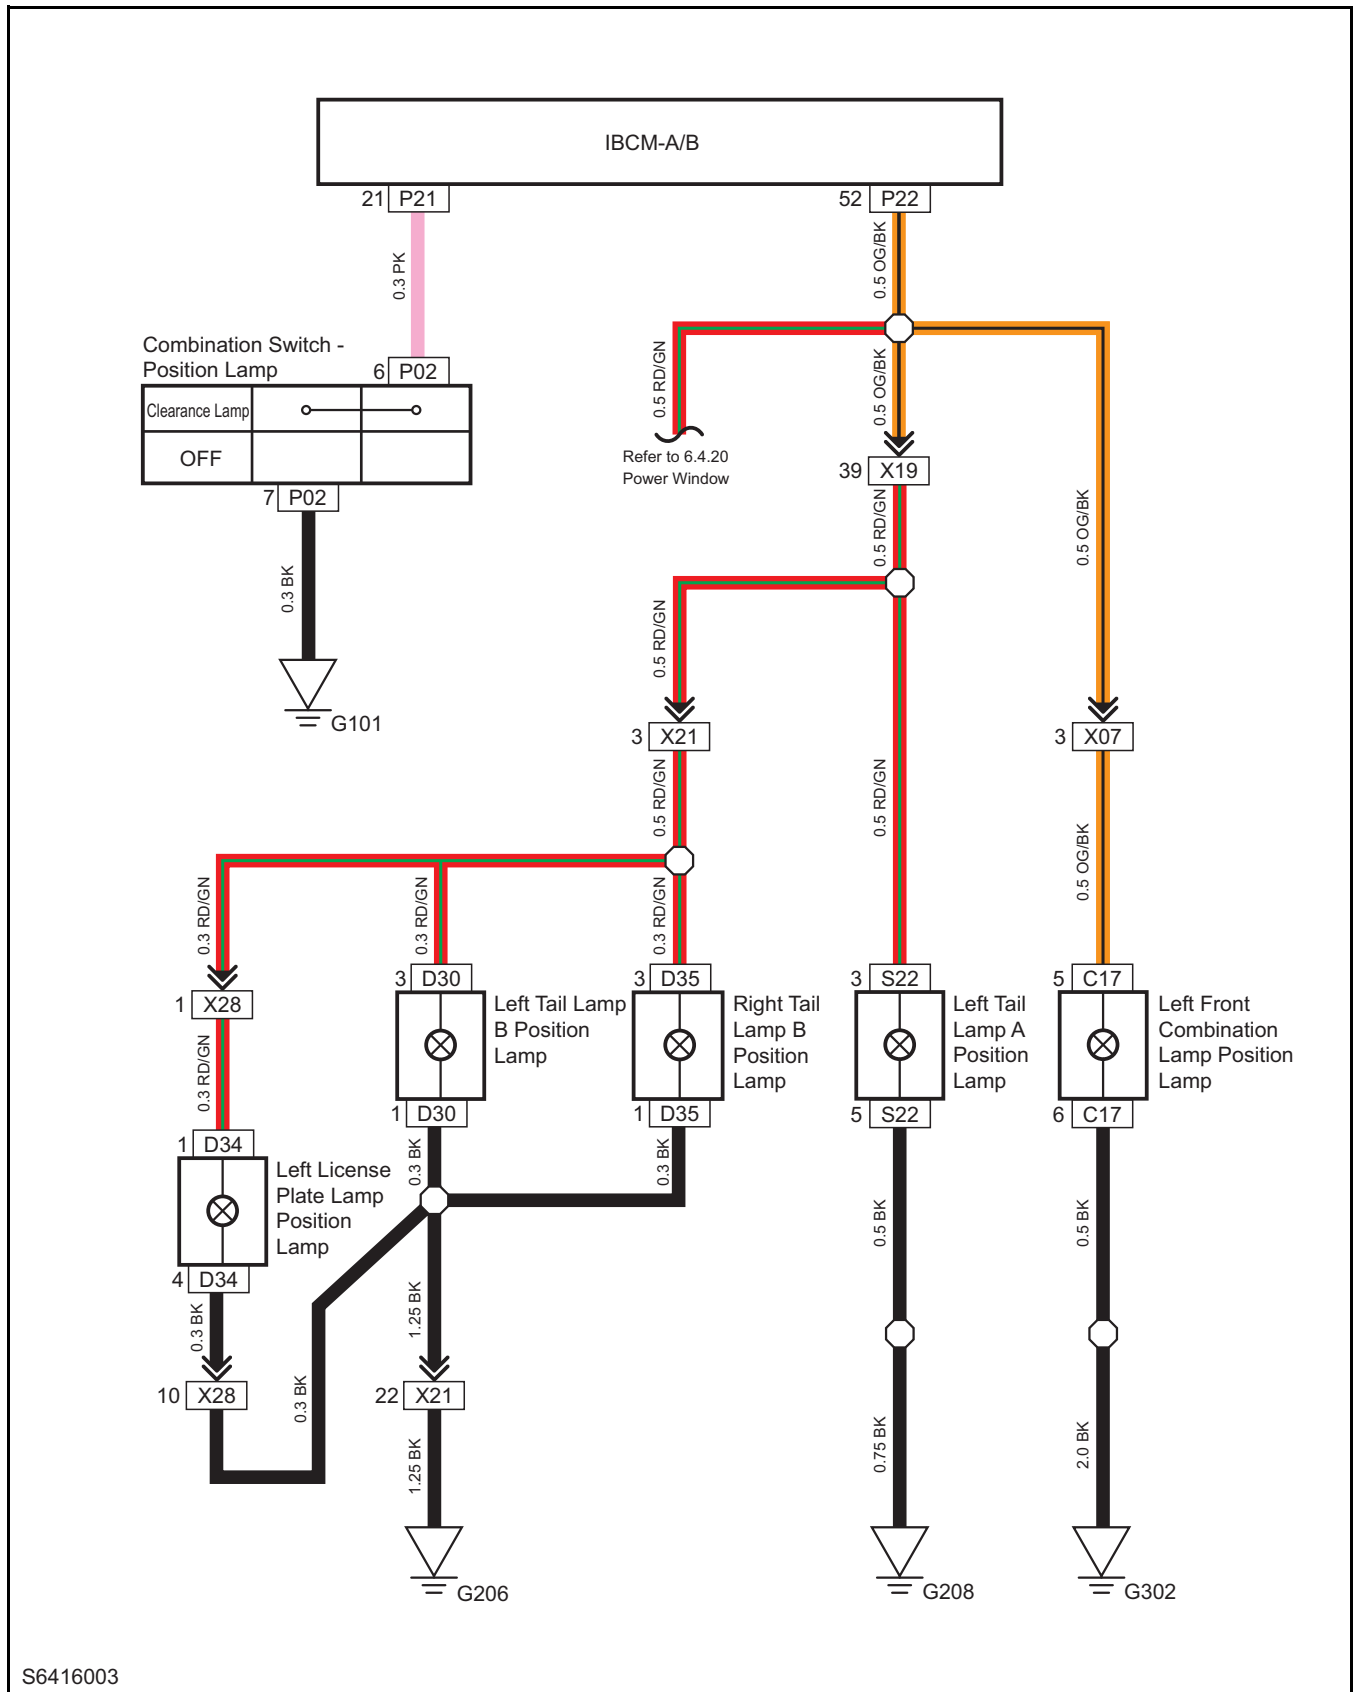 IBCM-A/B
21 P21
52 P22
0.3 PK
0.5 OG/BK
Combination Switch -
Position Lamp
6 P02
Clearance Lamp
OFF
7 P02
0.3 BK
G101
0.5 RD/GN
0.5 OG/BK
Refer to 6.4.20
Power Window
39 X19
0.5 RD/GN
0.5 OG/BK
0.5 RD/GN
3 X21
3 X07
0.5 RD/GN
0.5 RD/GN
0.5 OG/BK
0.3 RD/GN
0.3 RD/GN
0.3 RD/GN
1 X28
3 D30
Left Tail Lamp
B Position
Lamp
1 D30
3 D35
Right Tail
Lamp B
Position
Lamp
1 D35
3 S22
Left Tail
Lamp A
Position
Lamp
5 S22
5 C17
Left Front
Combination
Lamp Position
Lamp
6 C17
0.3 RD/GN
1 D34
Left License
Plate Lamp
Position
Lamp
4 D34
0.3 BK
0.3 BK
0.5 BK
0.5 BK
0.3 BK
1.25 BK
10 X28
0.3 BK
22 X21
1.25 BK
0.75 BK
2.0 BK
G206
G208
G302
S6416003